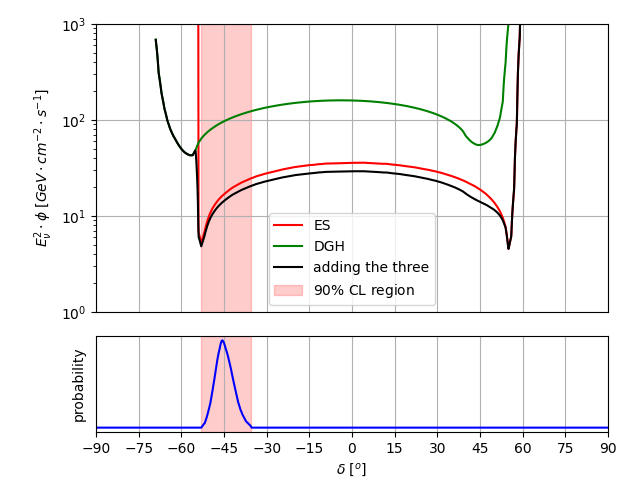 10³
10²
10¹
10⁰
E²ᵥ · ϕ [GeV · cm⁻² · s⁻¹]
ES
DGH
adding the three
90% CL region
probability
−90 −75 −60 −45 −30 −15 0 15 30 45 60 75 90
δ [°]